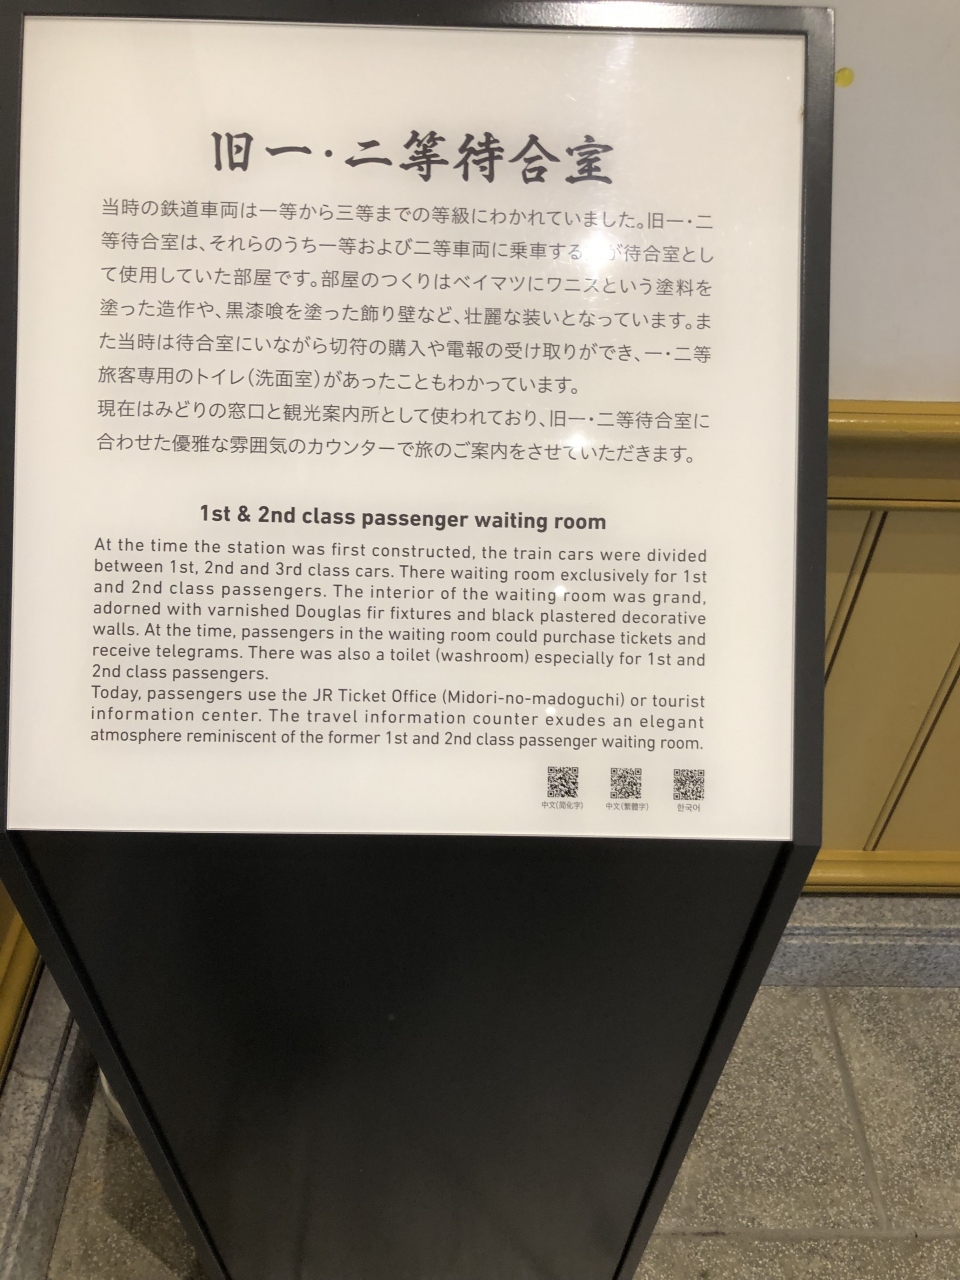 旧一・二等待合室
当時の鉄道車両は一等から三等までの等級にわかれていました。旧一・二
等待合室は、それらのうち一等および二等車両に乗車する が待合室とし
て使用していた部屋です。部屋のつくりはベイマツにワニスという塗料を
塗った造作や、黒漆喰を塗った飾り壁など、壮麗な装いとなっています。ま
た当時は待合室にいながら切符の購入や電報の受け取りができ、一・二等
旅客専用のトイレ(洗面室)があったこともわかっています。
現在はみどりの窓口と観光案内所として使われており、旧一・二等待合室に
合わせた優雅な雰囲気のカウンターで旅のご案内をさせていただきます。
1st & 2nd class passenger waiting room
At the time the station was first constructed, the train cars were divided
between 1st, 2nd and 3rd class cars. There waiting room exclusively for 1st
and 2nd class passengers. The interior of the waiting room was grand,
adorned with varnished Douglas fir fixtures and black plastered decorative
walls. At the time, passengers in the waiting room could purchase tickets and
receive telegrams. There was also a toilet (washroom) especially for 1st and
2nd class passengers.
Today, passengers use the JR Ticket Office (Midori-no-madoguchi) or tourist
information center. The travel information counter exudes an elegant
atmosphere reminiscent of the former 1st and 2nd class passenger waiting room.
中文(简化字) 中文(繁體字) 한국어